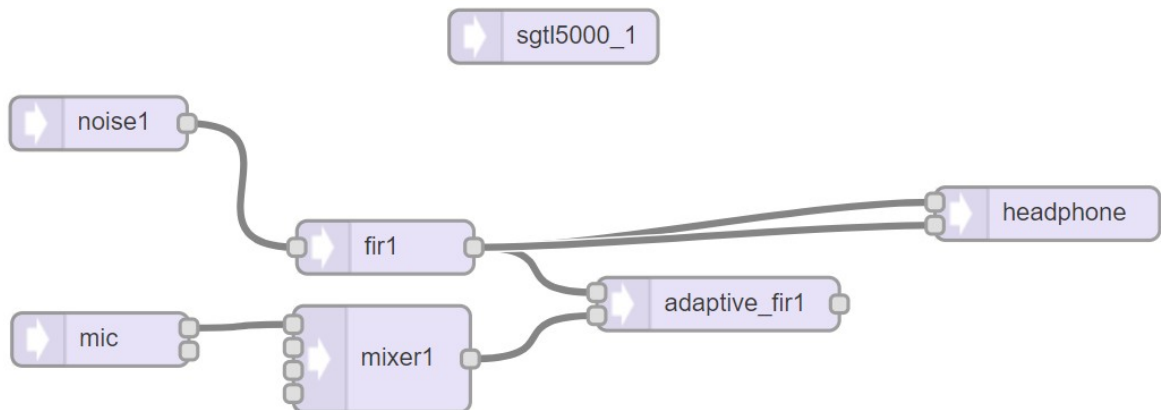 sgtl5000_1
noise1
headphone
fir1
adaptive_fir1
mic
mixer1